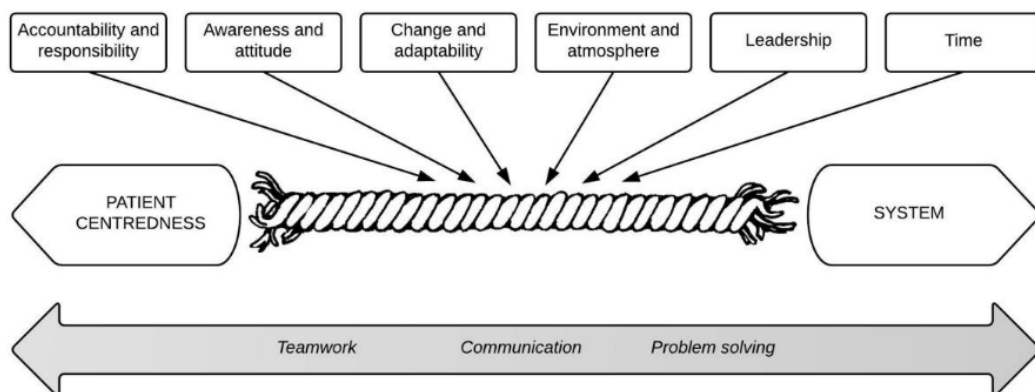 Accountability and
responsibility
Awareness and
attitude
Change and
adaptability
Environment and
atmosphere
Leadership
Time
PATIENT
CENTREDNESS
SYSTEM
Teamwork
Communication
Problem solving